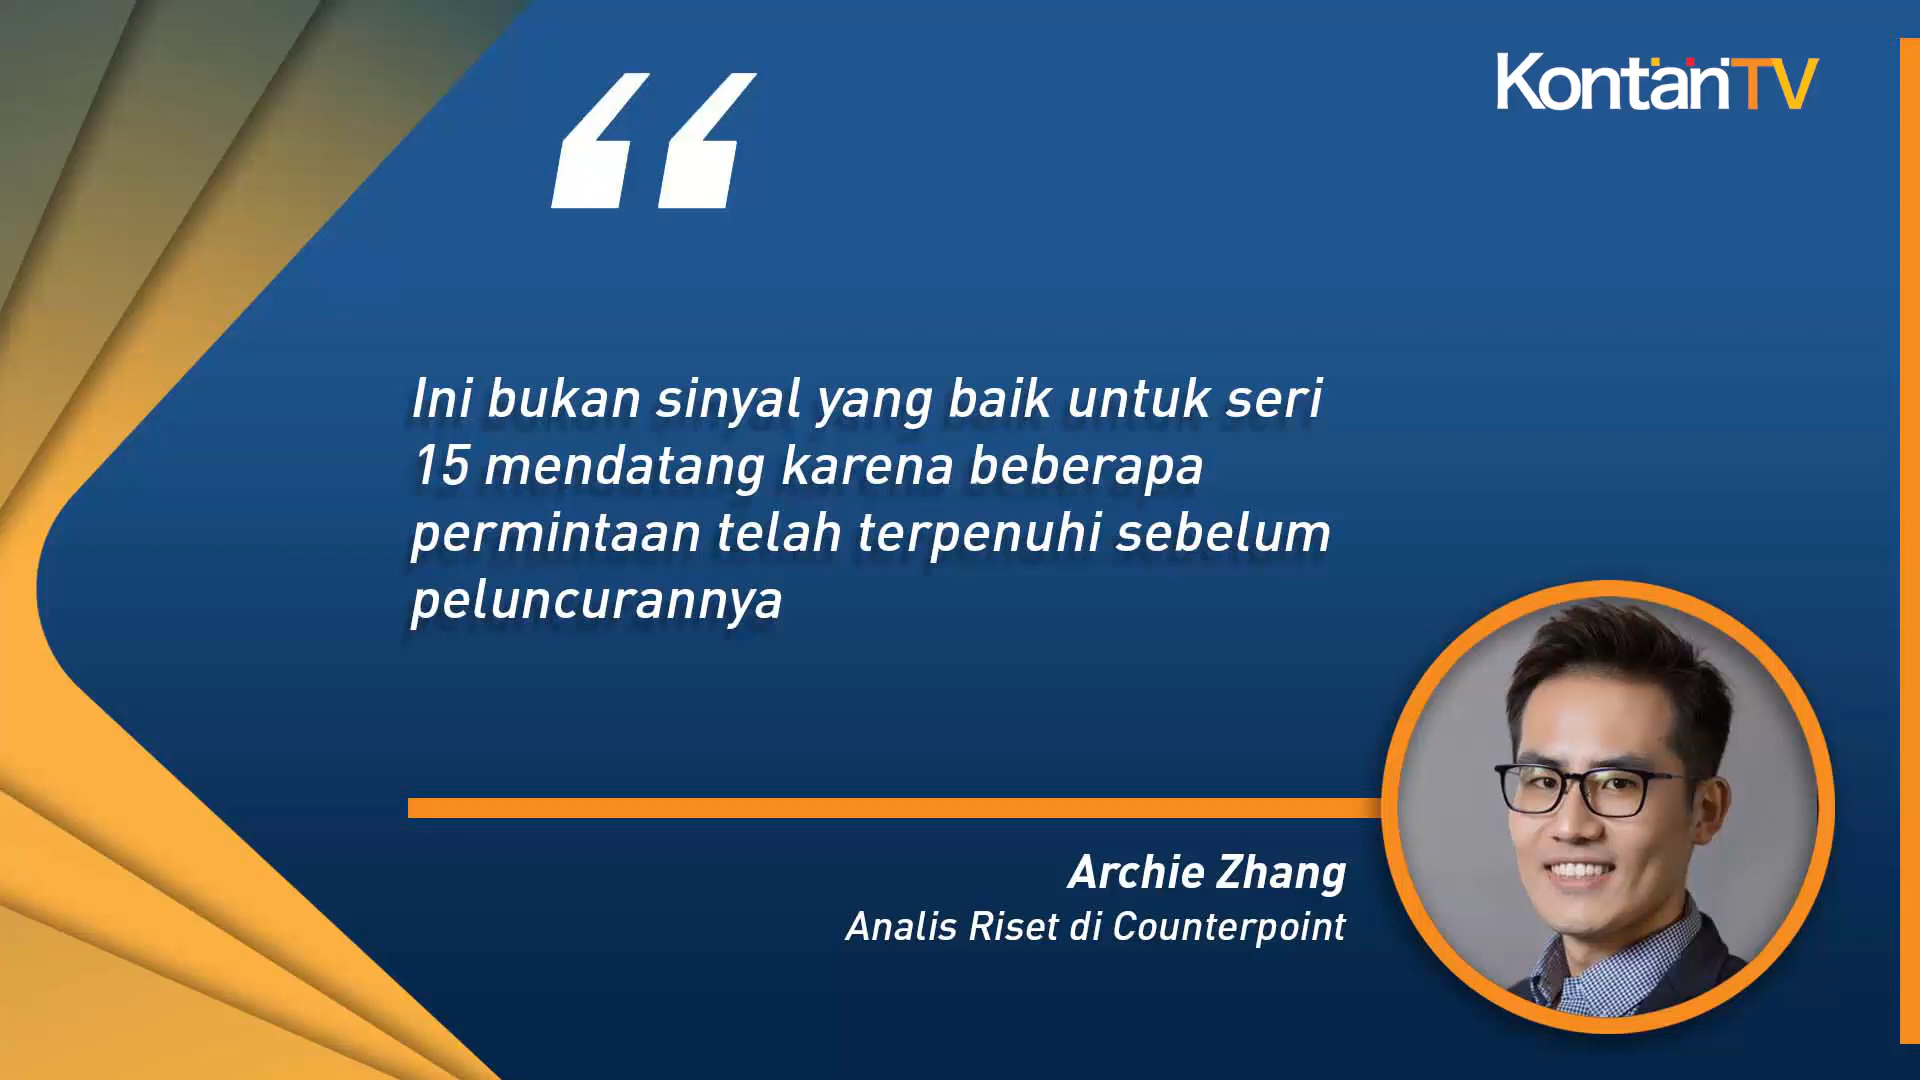 KontanTV
“
Ini bukan sinyal yang baik untuk seri
15 mendatang karena beberapa
permintaan telah terpenuhi sebelum
peluncurannya
Archie Zhang
Analis Riset di Counterpoint